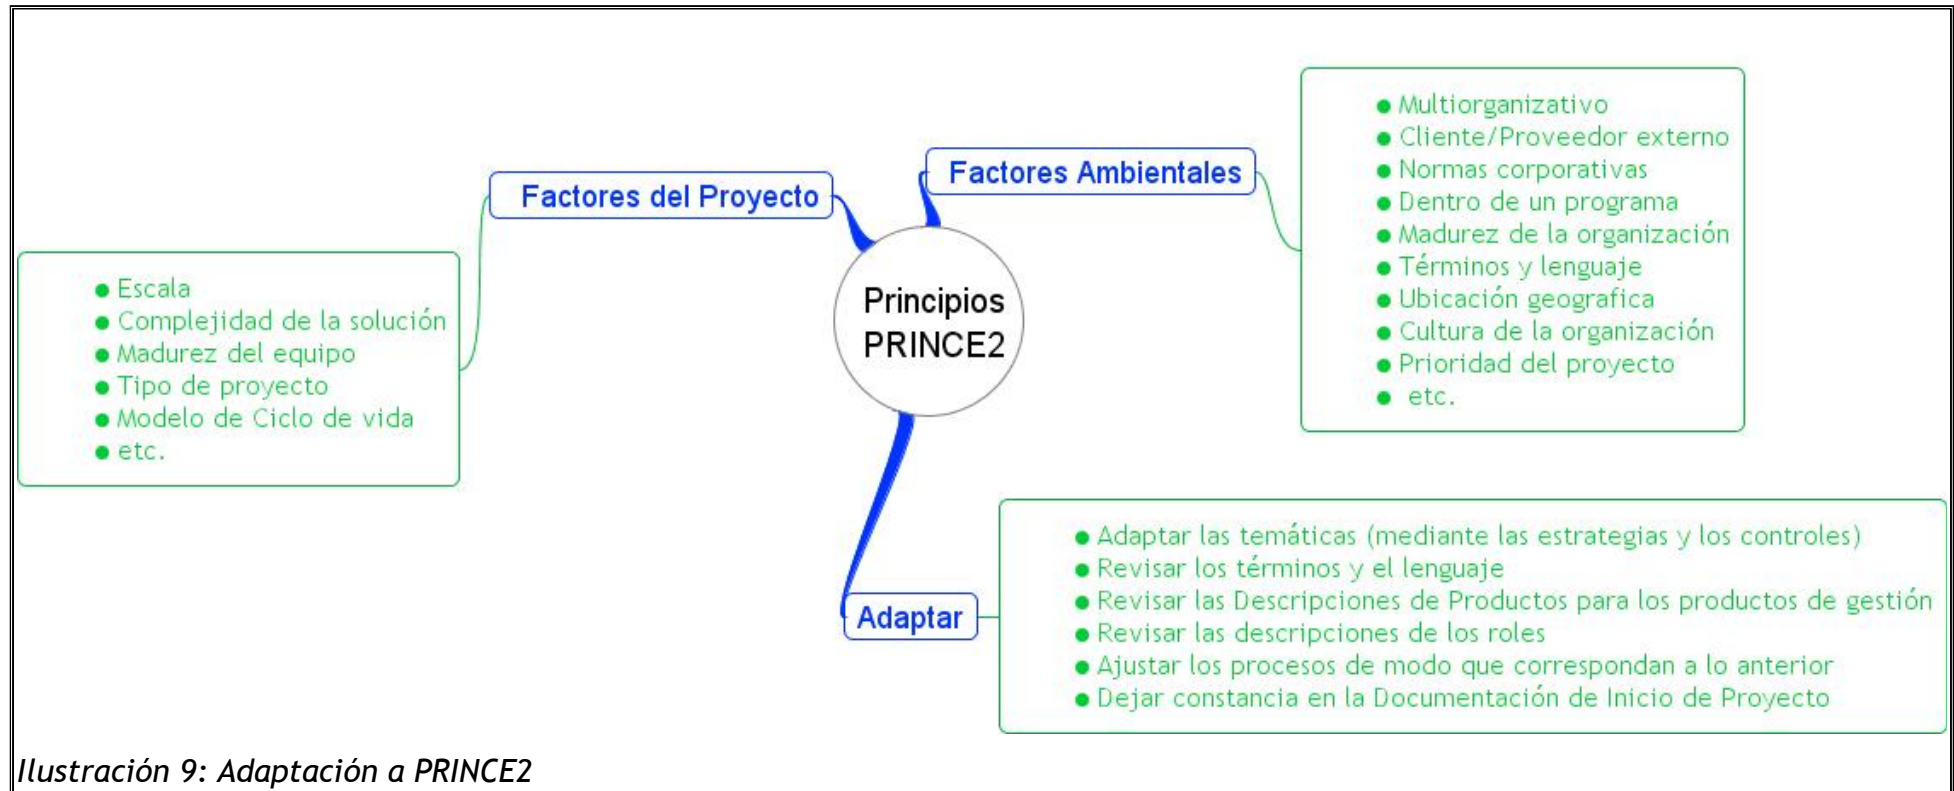 Factores del Proyecto
Escala
Complejidad de la solución
Madurez del equipo
Tipo de proyecto
Modelo de Ciclo de vida
etc.
Principios
PRINCE2
Factores Ambientales
Multiorganizativo
Cliente/Proveedor externo
Normas corporativas
Dentro de un programa
Madurez de la organización
Términos y lenguaje
Ubicación geografica
Cultura de la organización
Prioridad del proyecto
etc.
Adaptar
Adaptar las temáticas (mediante las estrategias y los controles)
Revisar los términos y el lenguaje
Revisar las Descripciones de Productos para los productos de gestión
Revisar las descripciones de los roles
Ajustar los procesos de modo que correspondan a lo anterior
Dejar constancia en la Documentación de Inicio de Proyecto
Ilustración 9: Adaptación a PRINCE2